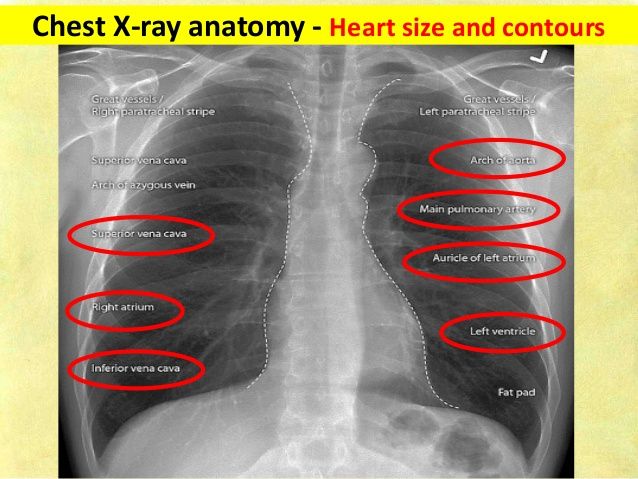 Chest X-ray anatomy - Heart size and contours
Great vessels /
Right paratracheal stripe
Superior vena cava
Arch of azygous vein
Superior vena cava
Right atrium
Inferior vena cava
Great vessels /
Left paratracheal stripe
Arch of aorta
Main pulmonary artery
Auricle of left atrium
Left ventricle
Fat pad